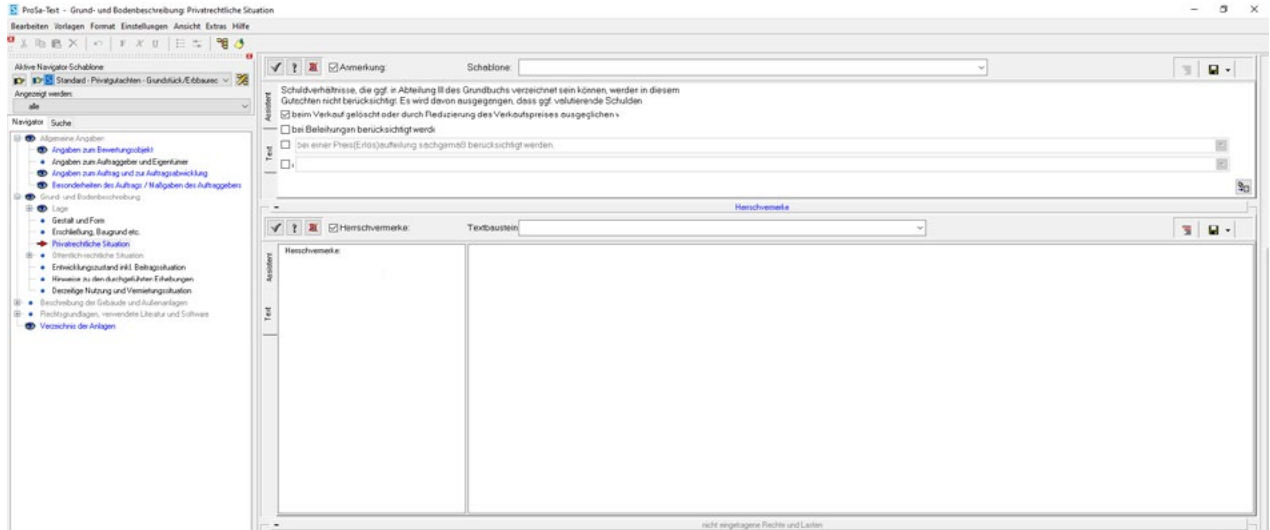 ProSa-Text - Grund- und Bodenbeschreibung: Privatrechtliche Situation
Bearbeiten Vorlagen Format Einstellungen Ansicht Extras Hilfe
Aktive Navigator-Schablone:
Standard - Privatgutachten - Grundstück/Erbbaurec
Angezeigt werden:
alle
Navigator Suche
Allgemeine Angaben
Angaben zum Bewertungsobjekt
Angaben zum Auftraggeber und Eigentümer
Angaben zum Auftrag und zur Auftragsabwicklung
Besonderheiten des Auftrags / Maßgaben des Auftraggebers
Grund- und Bodenbeschreibung
Lage
Gestalt und Form
Erschließung, Baugrund etc.
Privatrechtliche Situation
Öffentlich-rechtliche Situation
Entwicklungszustand inkl. Beitragssituation
Hinweise zu den durchgeführten Erhebungen
Derzeitige Nutzung und Vermietungssituation
Beschreibung der Gebäude und Außenanlagen
Rechtsgrundlagen, verwendete Literatur und Software
Verzeichnis der Anlagen
Anmerkung: Schablone:
Assistent
Text
Schuldverhältnisse, die ggf. in Abteilung III des Grundbuchs verzeichnet sein können, werden in diesem
Gutachten nicht berücksichtigt. Es wird davon ausgegangen, dass ggf. valutierende Schulden
beim Verkauf gelöscht oder durch Reduzierung des Verkaufspreises ausgeglichen
bei Beleihungen berücksichtigt werd
bei einer Preis(Erlös)aufteilung sachgemäß berücksichtigt werden.
Herrschvermerke
Herrschvermerke: Textbaustein
Assistent
Text
Herrschvermerke:
nicht eingetragene Rechte und Lasten